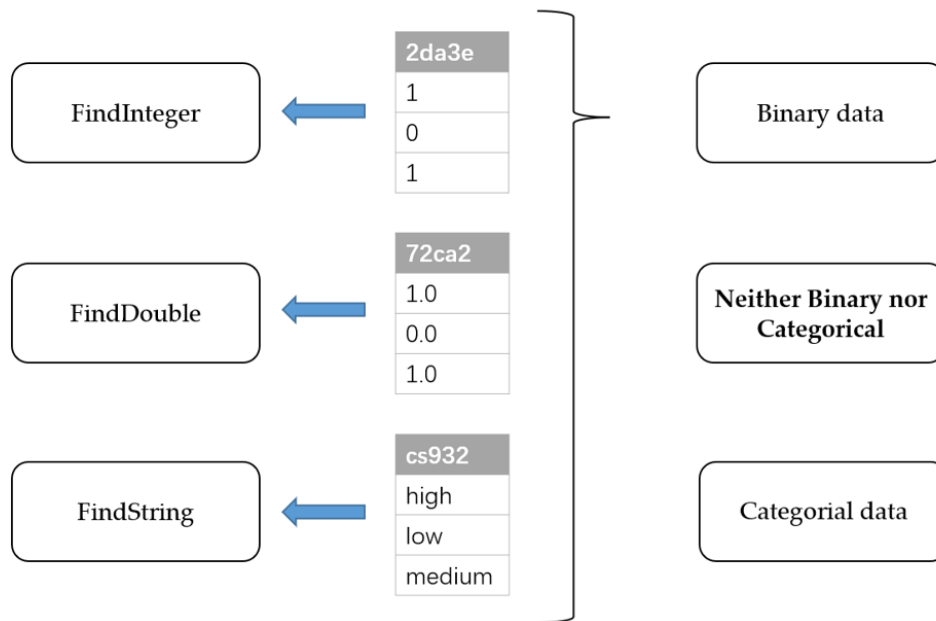 FindInteger
2da3e
1
0
1
Binary data
FindDouble
72ca2
1.0
0.0
1.0
Neither Binary nor
Categorical
FindString
cs932
high
low
medium
Categorial data